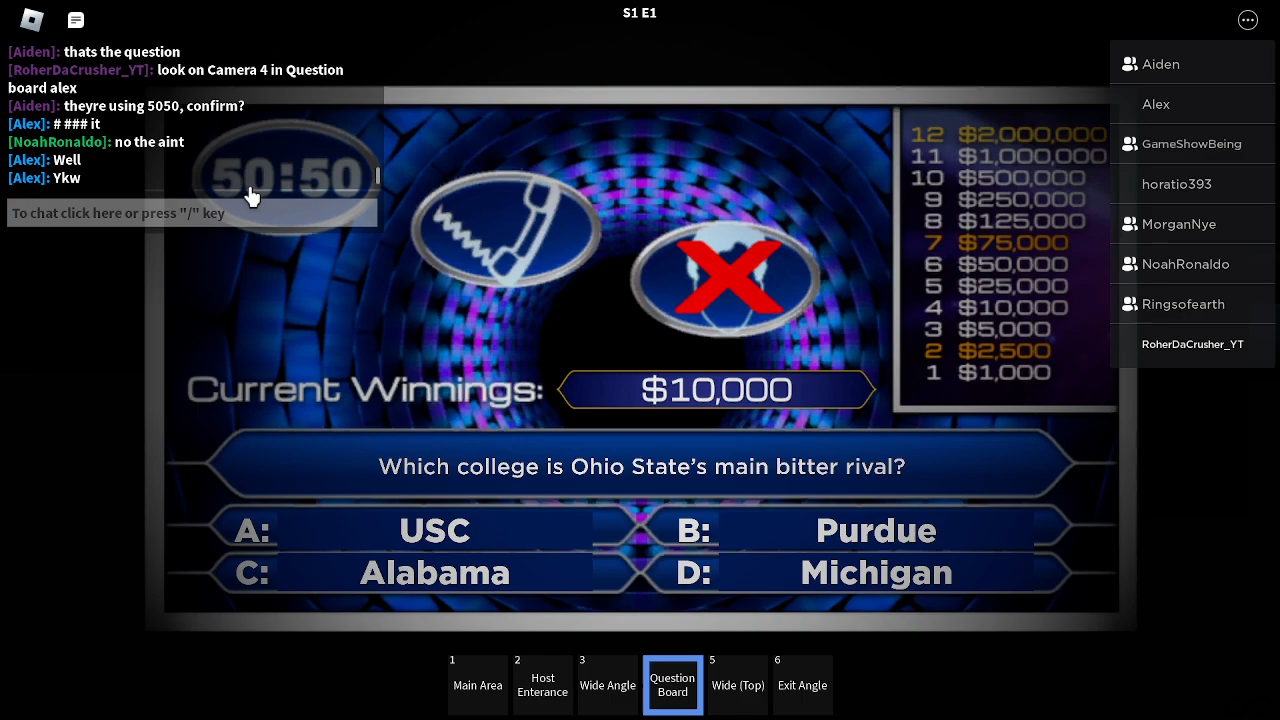 S1 E1
[Aiden]: thats the question
[RoherDaCrusher_YT]: look on Camera 4 in Question
board alex
[Aiden]: theyre using 5050, confirm?
[Alex]: # ### it
[NoahRonaldo]: no the aint
[Alex]: Well
[Alex]: Ykw
To chat click here or press "/" key
50:50
Aiden
Alex
GameShowBeing
horatio393
MorganNye
NoahRonaldo
Ringsofearth
RoherDaCrusher_YT
12 $2,000,000
11 $1,000,000
10 $500,000
9 $250,000
8 $125,000
7 $75,000
6 $50,000
5 $25,000
4 $10,000
3 $5,000
2 $2,500
1 $1,000
Current Winnings: $10,000
Which college is Ohio State’s main bitter rival?
A: USC
B: Purdue
C: Alabama
D: Michigan
1 Main Area
2 Host
Enterance
3 Wide Angle
Question
Board
5 Wide (Top)
6 Exit Angle